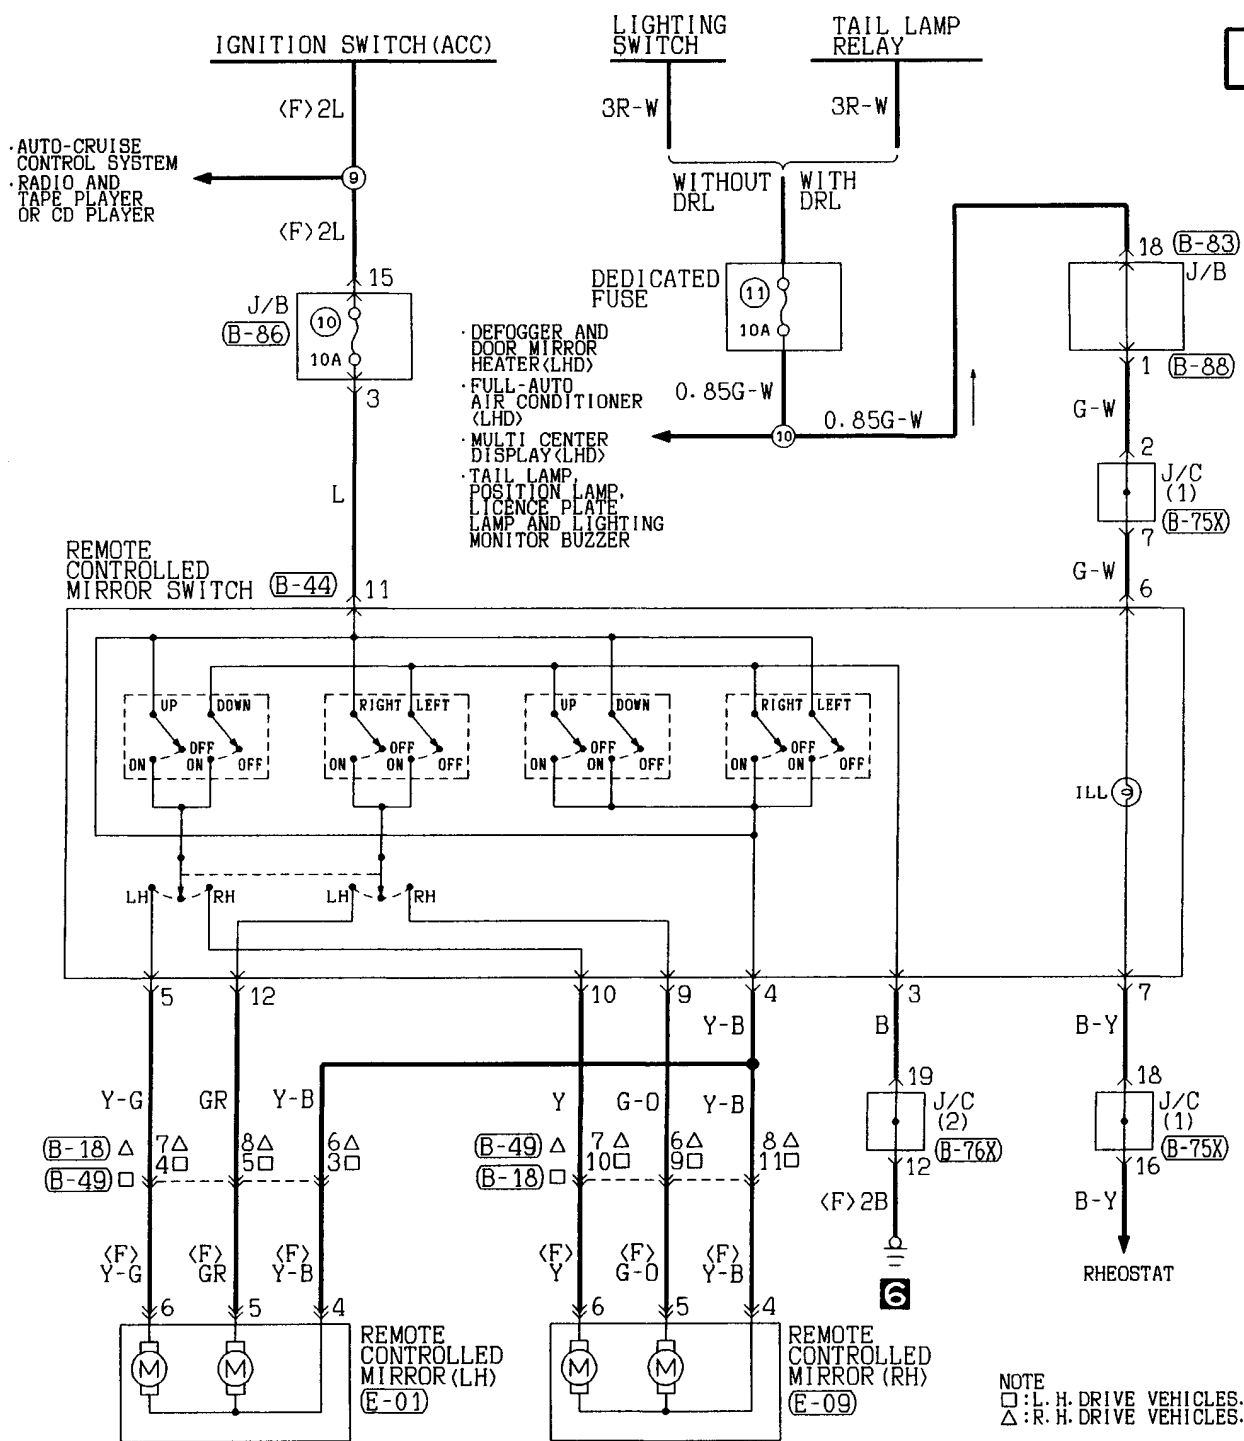 IGNITION SWITCH(ACC)
LIGHTING
SWITCH
TAIL LAMP
RELAY
<F>2L
3R-W
3R-W
·AUTO-CRUISE
CONTROL SYSTEM
·RADIO AND
TAPE PLAYER
OR CD PLAYER
9
WITHOUT
DRL
WITH
DRL
<F>2L
15
J/B
B-86
10
10A
3
DEDICATED
FUSE
11
10A
18
B-83
J/B
1
B-88
·DEFOGGER AND
DOOR MIRROR
HEATER<LHD>
·FULL-AUTO
AIR CONDITIONER
<LHD>
·MULTI CENTER
DISPLAY<LHD>
·TAIL LAMP,
POSITION LAMP,
LICENCE PLATE
LAMP AND LIGHTING
MONITOR BUZZER
0.85G-W
10
0.85G-W
G-W
2
J/C
(1)
B-75X
7
G-W
6
L
REMOTE
CONTROLLED
MIRROR SWITCH
B-44
11
UP
DOWN
RIGHT
LEFT
UP
DOWN
RIGHT
LEFT
OFF
OFF
OFF
OFF
ON
ON
OFF
ON
ON
OFF
ON
ON
OFF
ON
ON
OFF
ILL
LH
RH
LH
RH
5
12
10
9
4
3
7
Y-B
B
B-Y
Y-G
GR
Y-B
Y
G-O
Y-B
19
J/C
(2)
B-76X
12
18
J/C
(1)
B-75X
16
B-18 △
7△
8△
6△
B-49 △
7△
6△
8△
4□
5□
3□
10□
9□
11□
B-49 □
B-18 □
<F>2B
B-Y
<F>
Y-G
<F>
GR
<F>
Y-B
<F>
Y
<F>
G-O
<F>
Y-B
6
RHEOSTAT
6
5
4
6
5
4
M
M
REMOTE
CONTROLLED
MIRROR(LH)
E-01
M
M
REMOTE
CONTROLLED
MIRROR(RH)
E-09
NOTE
□:L.H.DRIVE VEHICLES.
△:R.H.DRIVE VEHICLES.